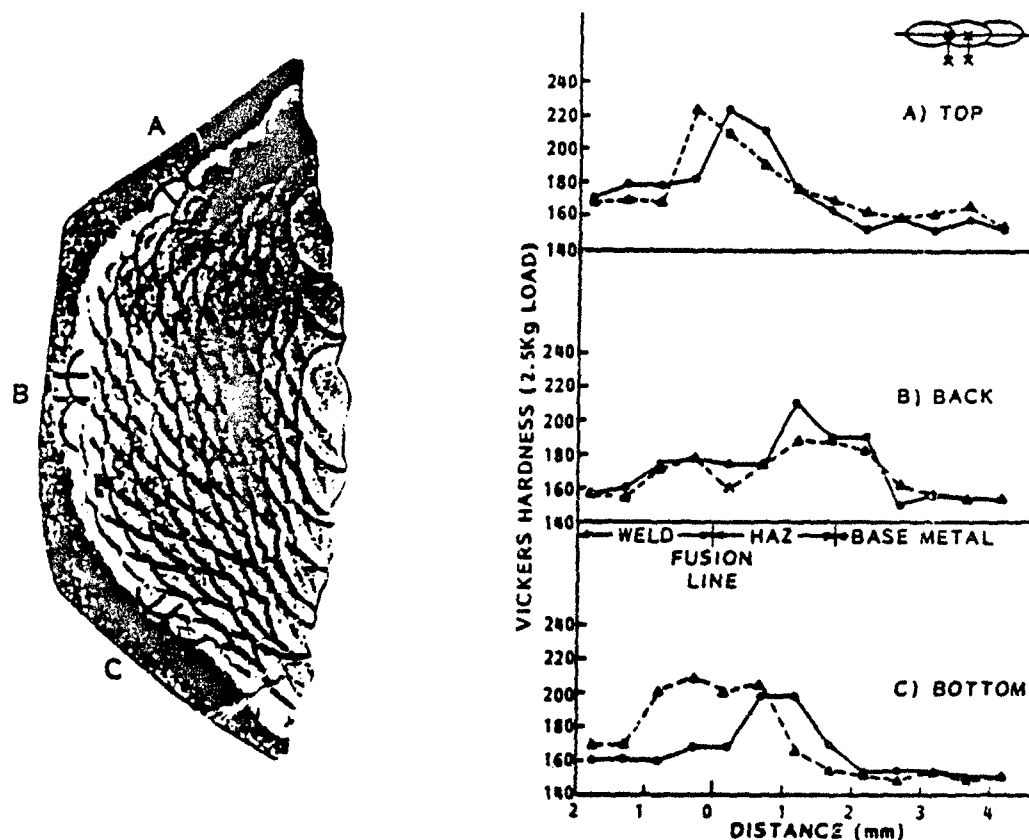 A
B
C
VICKERS HARDNESS (2.5Kg LOAD)
240
220
200
180
160
140
A) TOP
240
220
200
180
160
140
B) BACK
WELD HAZ BASE METAL
FUSION
LINE
240
220
200
180
160
140
C) BOTTOM
2 1 0 1 2 3 4
DISTANCE (mm)